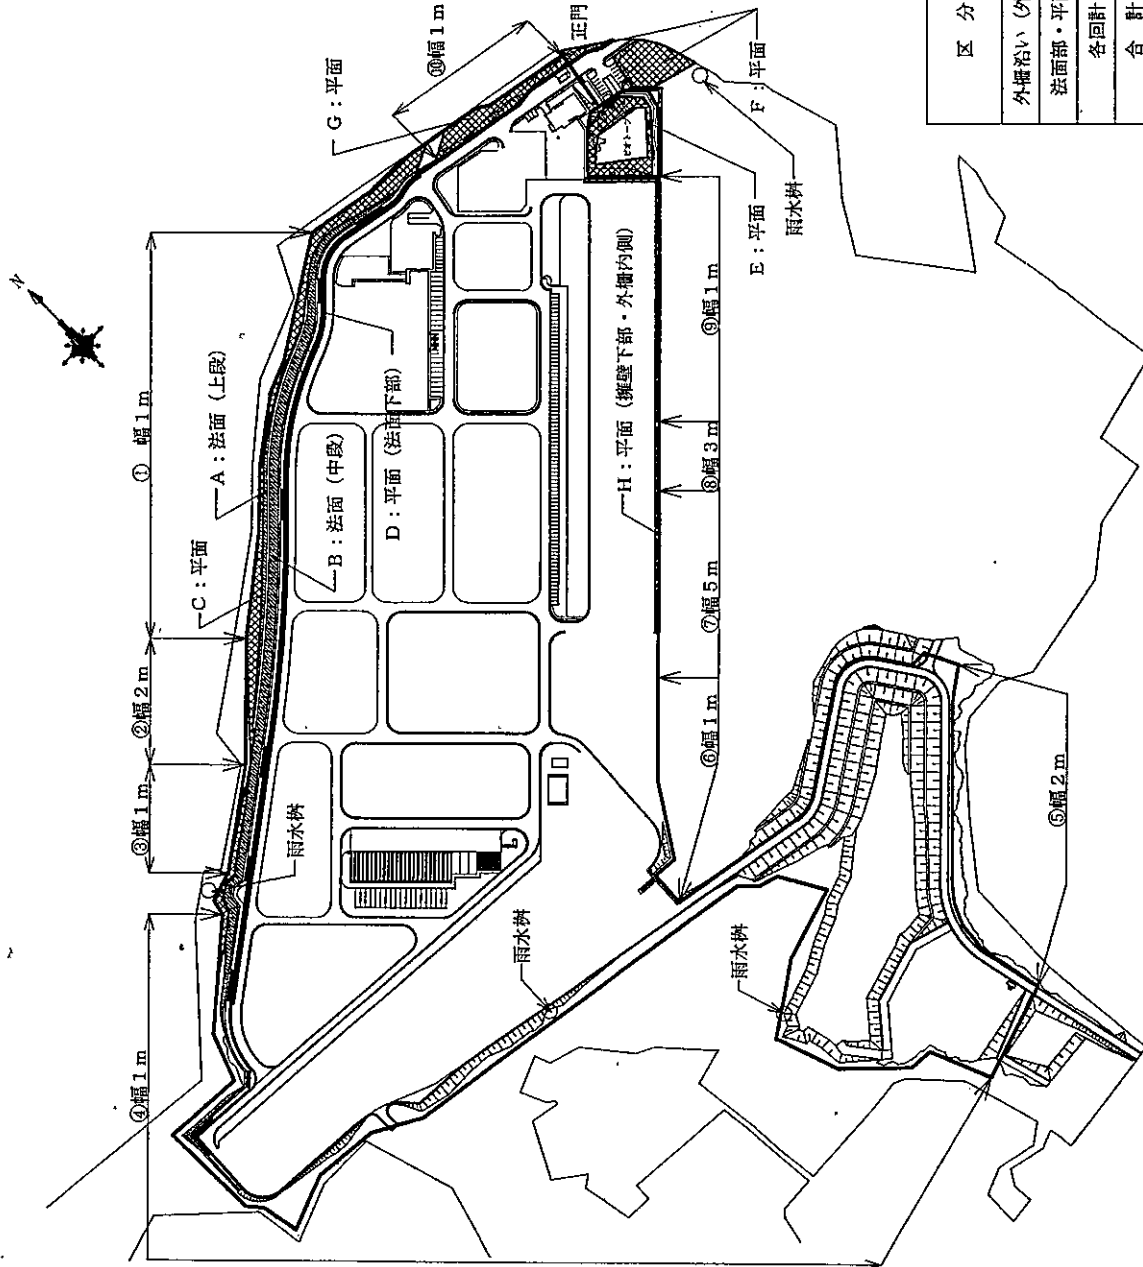 N
① 幅1m
②幅2m
③幅1m
④幅1m
⑤幅2m
⑥幅1m
⑦幅5m
⑧幅3m
⑨幅1m
⑩幅1m
A:法面(上段)
B:法面(中段)
C:平面
D:平面(法面下部)
E:平面
F:平面
G:平面
H:平面(擁壁下部・外柵内側)
正門
雨水桝
雨水桝
雨水桝
雨水桝
区 分
外柵沿い(外
法面部・平面
各回計
合 計